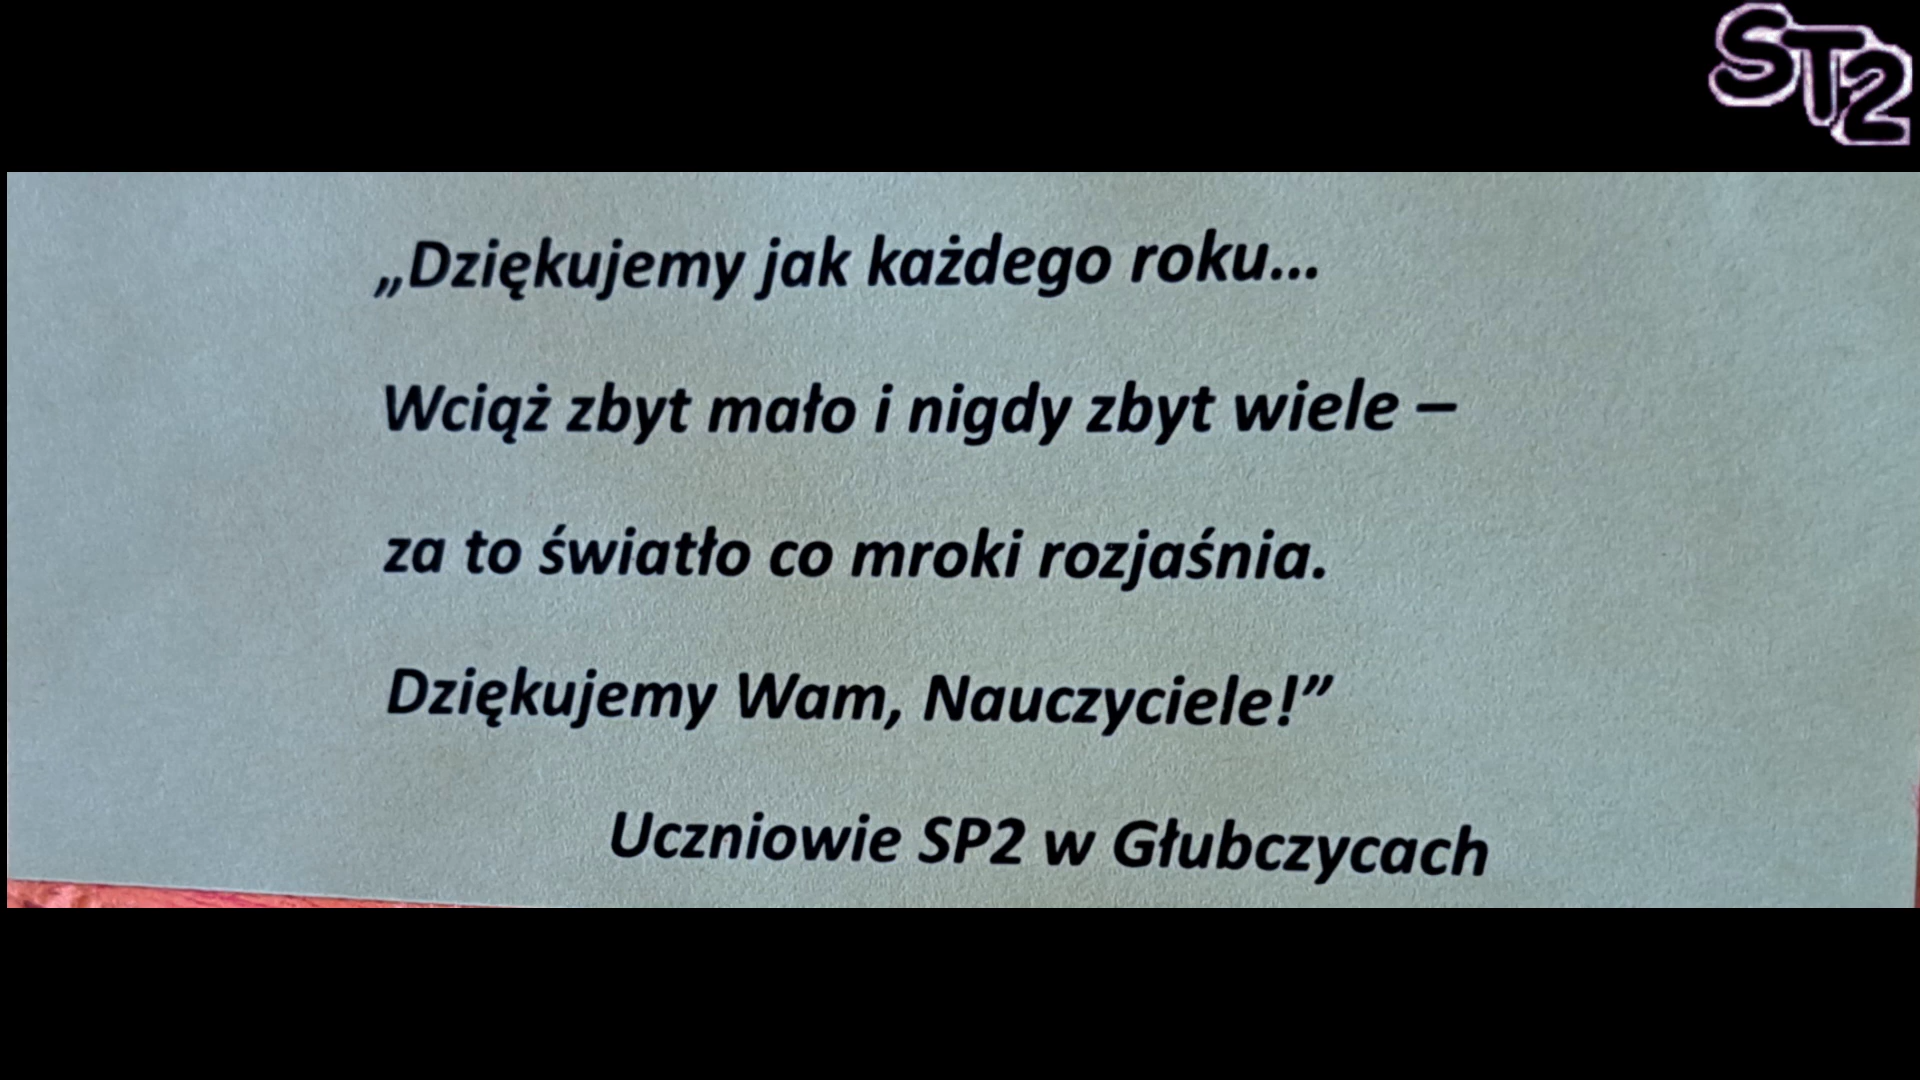 ST2
„Dziękujemy jak każdego roku...
Wciąż zbyt mało i nigdy zbyt wiele –
za to światło co mroki rozjaśnia.
Dziękujemy Wam, Nauczyciele!”
Uczniowie SP2 w Głubczycach